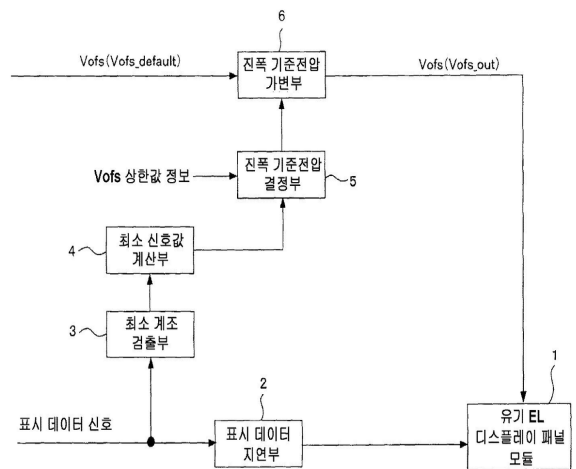 6
Vofs(Vofs_default)
진폭 기준전압
가변부
Vofs(Vofs_out)
Vofs 상한값 정보
진폭 기준전압
결정부
5
4
최소 신호값
계산부
3
최소 계조
검출부
1
2
표시 데이터 신호
표시 데이터
지연부
유기 EL
디스플레이 패널
모듈